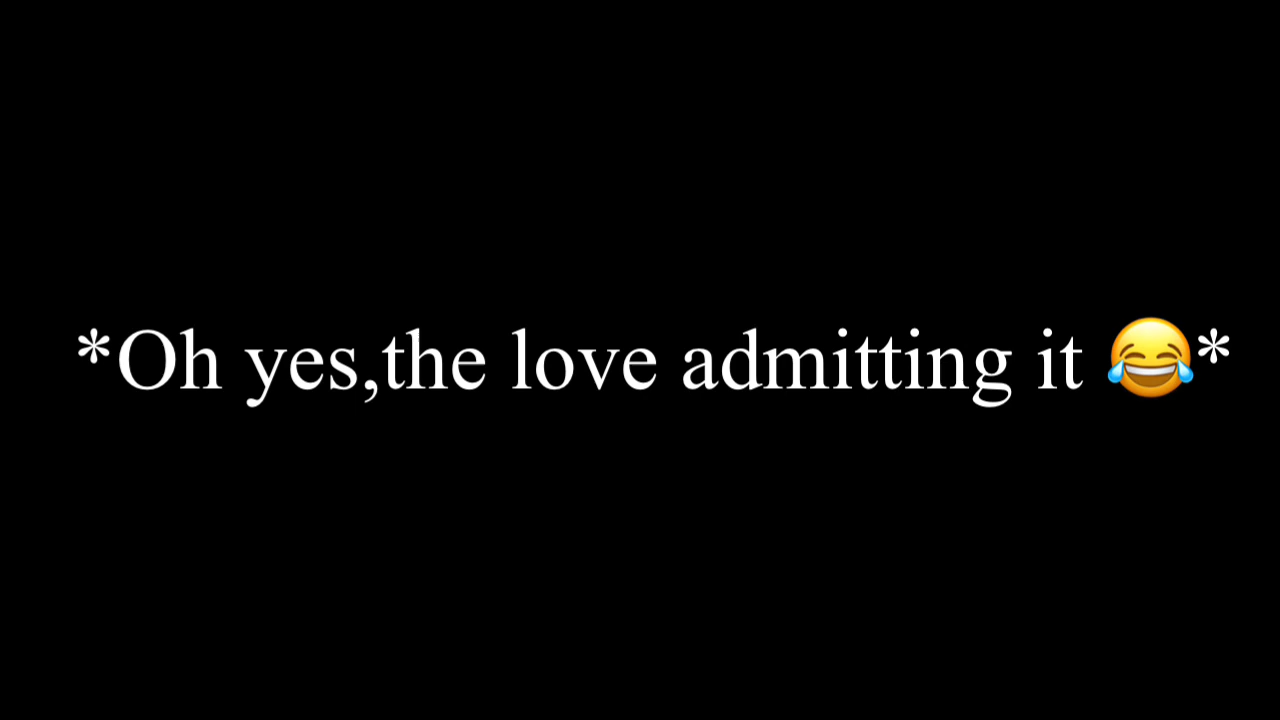 *Oh yes,the love admitting it 😂*